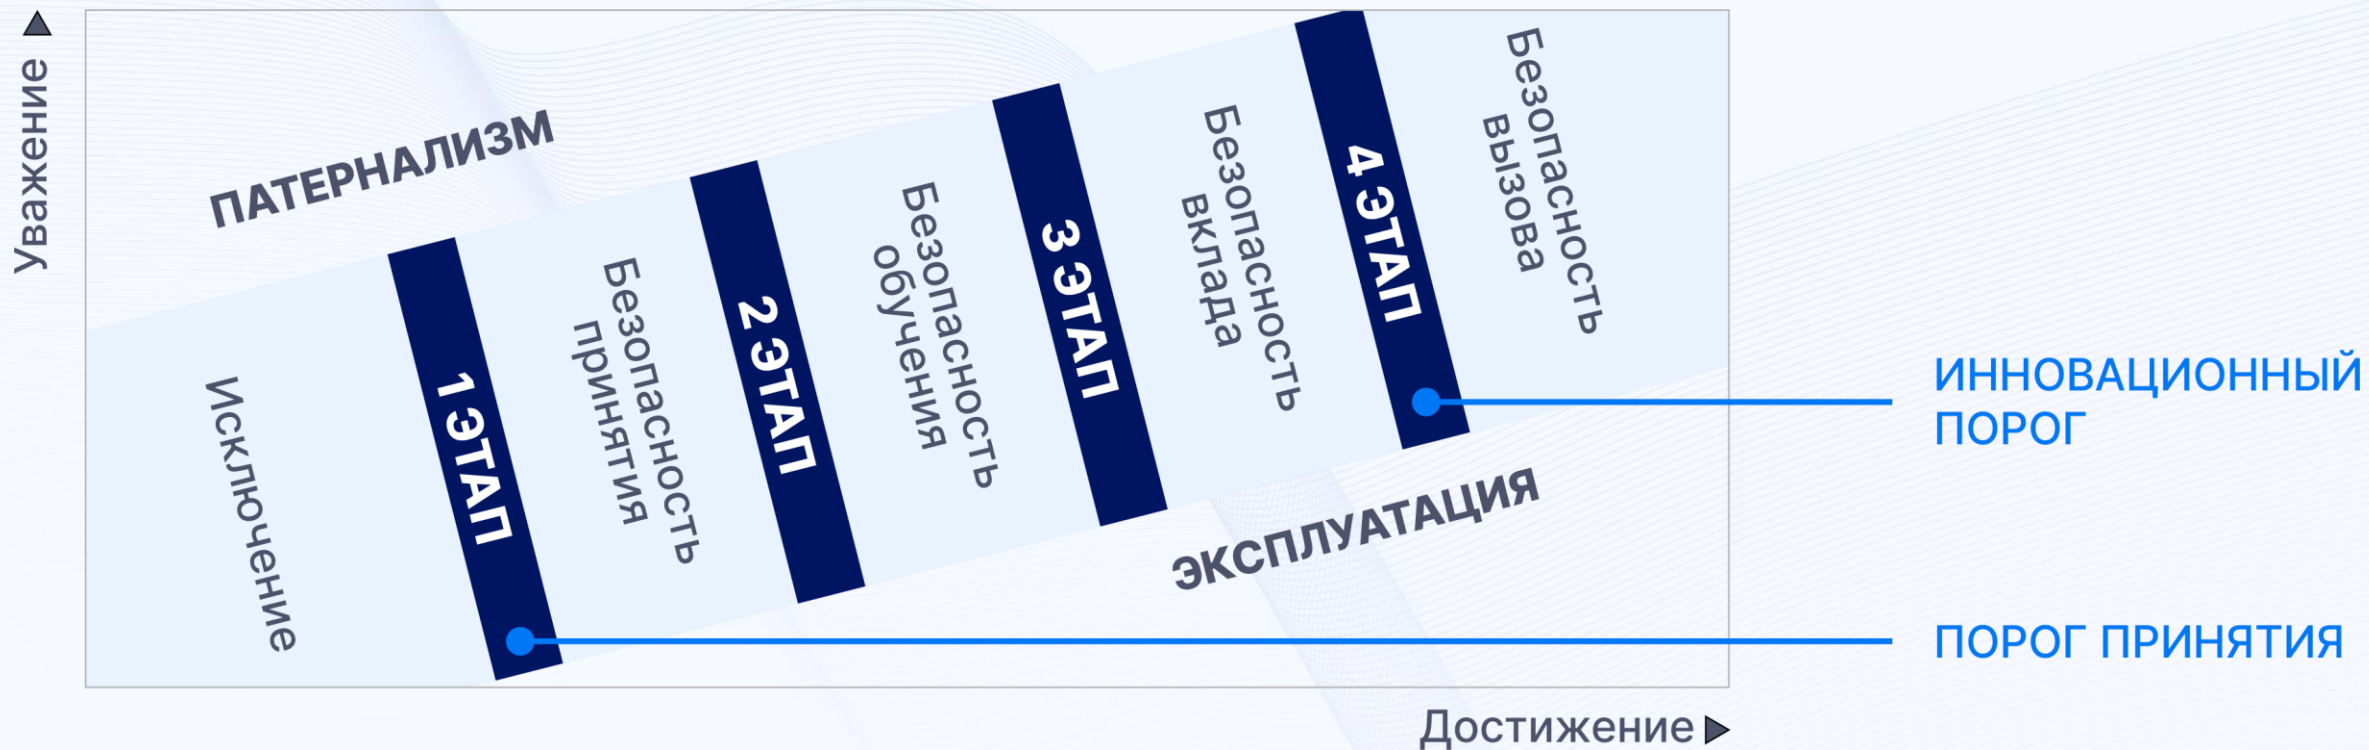 Уважение
ПАТЕРНАЛИЗМ
Исключение
1 ЭТАП
Безопасность
принятия
2 ЭТАП
Безопасность
обучения
3 ЭТАП
Безопасность
вклада
4 ЭТАП
Безопасность
вызова
ЭКСПЛУАТАЦИЯ
ИННОВАЦИОННЫЙ
ПОРОГ
ПОРОГ ПРИНЯТИЯ
Достижение